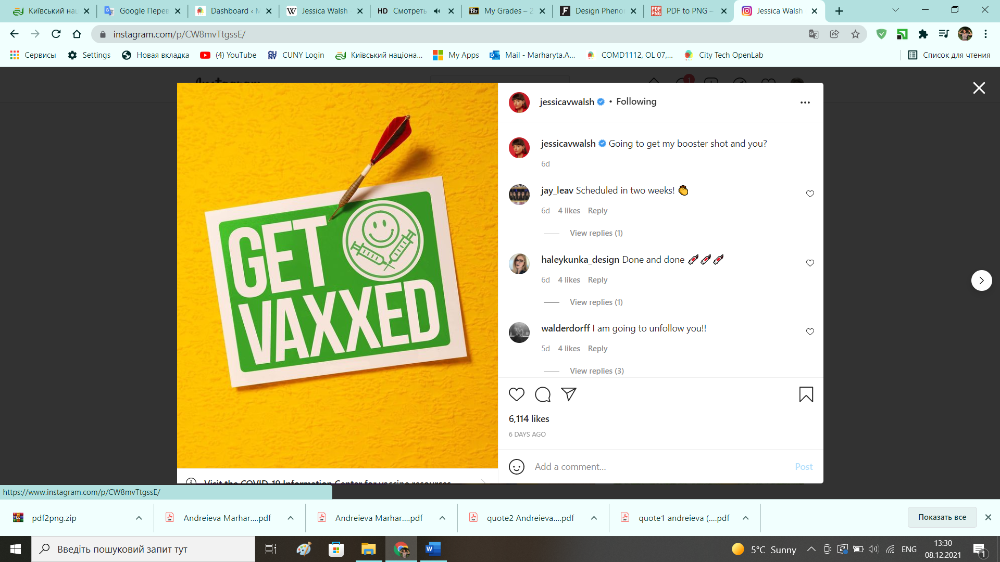 Київський на
Google Перев
Dashboard ‹ M
Jessica Walsh
HD Смотреть
My Grades – 2
Design Pheno
PDF to PNG –
Jessica Walsh
instagram.com/p/CW8mvTtgssE/
Сервисы
Settings
Новая вкладка
(4) YouTube
CUNY Login
Київський націона...
My Apps
Mail - Marharyta.A...
COMD1112, OL 07,...
City Tech OpenLab
Список для чтения
1
GET
VAXXED
jessicavwalsh • Following
jessicavwalsh Going to get my booster shot and you?
6d
jay_leav Scheduled in two weeks! 👏
6d 4 likes Reply
View replies (1)
haleykunka_design Done and done 💉💉💉
6d 4 likes Reply
View replies (1)
walderdorff I am going to unfollow you!!
5d 4 likes Reply
View replies (3)
6,114 likes
6 DAYS AGO
Add a comment...
Post
Visit the COVID-19 Information Center for vaccine resources
https://www.instagram.com/p/CW8mvTtgssE/
pdf2png.zip
Andreieva Marhar....pdf
Andreieva Marhar....pdf
quote2 Andreieva....pdf
quote1 andreieva (....pdf
Показать все
Введіть пошуковий запит тут
5°C Sunny
ENG
13:30
08.12.2021
1